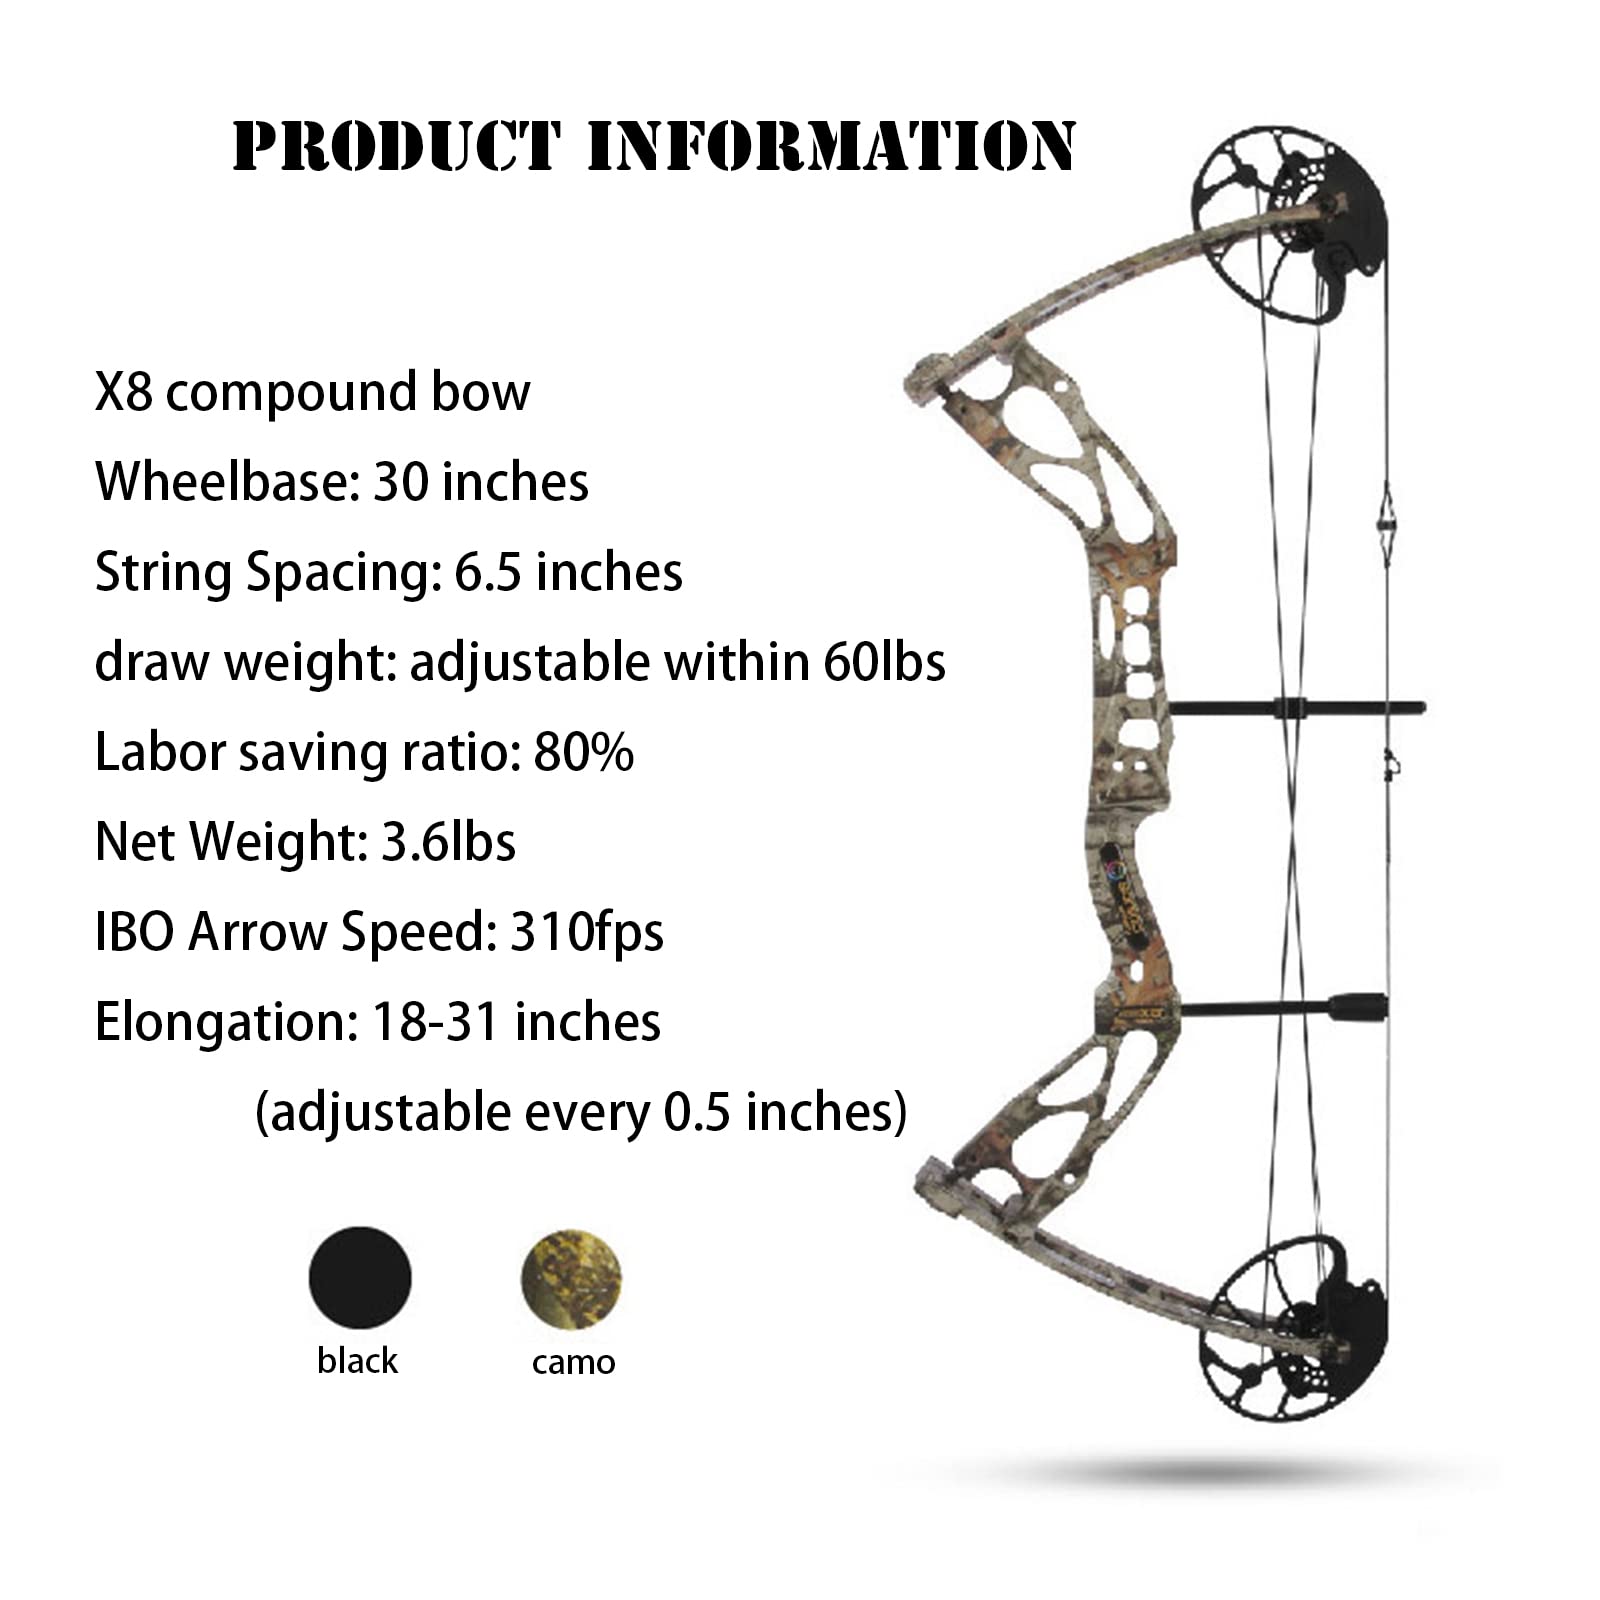 PRODUCT INFORMATION
X8 compound bow
Wheelbase: 30 inches
String Spacing: 6.5 inches
draw weight: adjustable within 60lbs
Labor saving ratio: 80%
Net Weight: 3.6lbs
IBO Arrow Speed: 310fps
Elongation: 18-31 inches
(adjustable every 0.5 inches)
black
camo